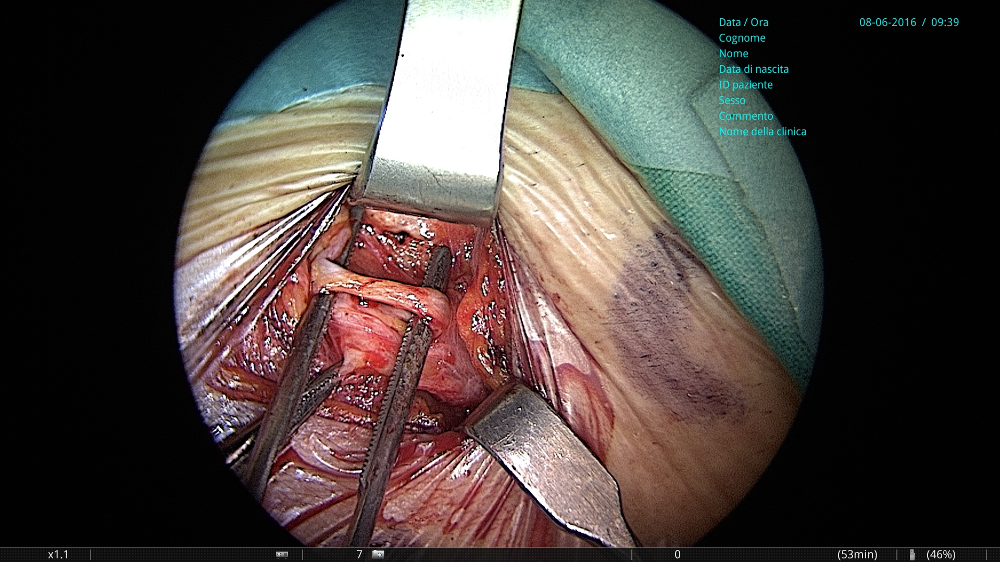 Data / Ora 08-06-2016 / 09:39
Cognome
Nome
Data di nascita
ID paziente
Sesso
Commento
Nome della clinica
x1.1 7 0 (53min) (46%)